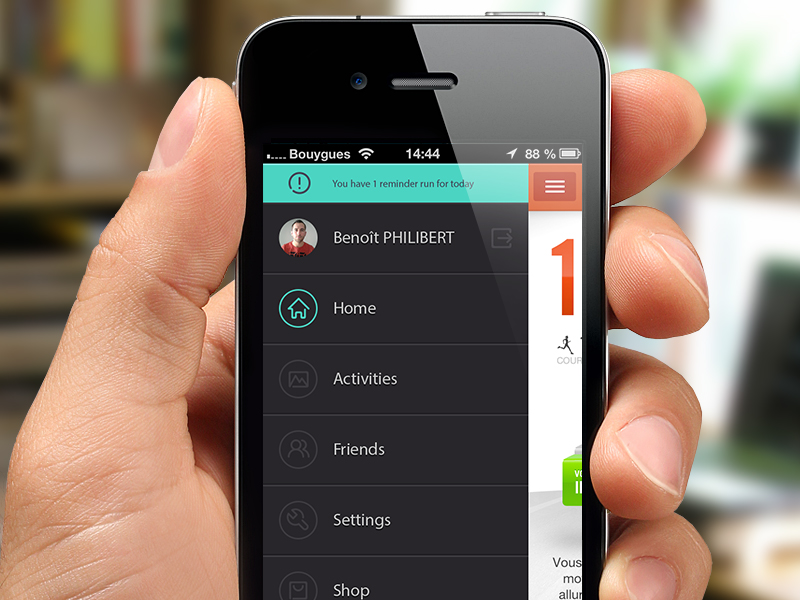 Bouygues 14:44 88 %
You have 1 reminder run for today
Benoît PHILIBERT
Home
Activities
Friends
Settings
Shop
1
COUR
Vous
mo
allur